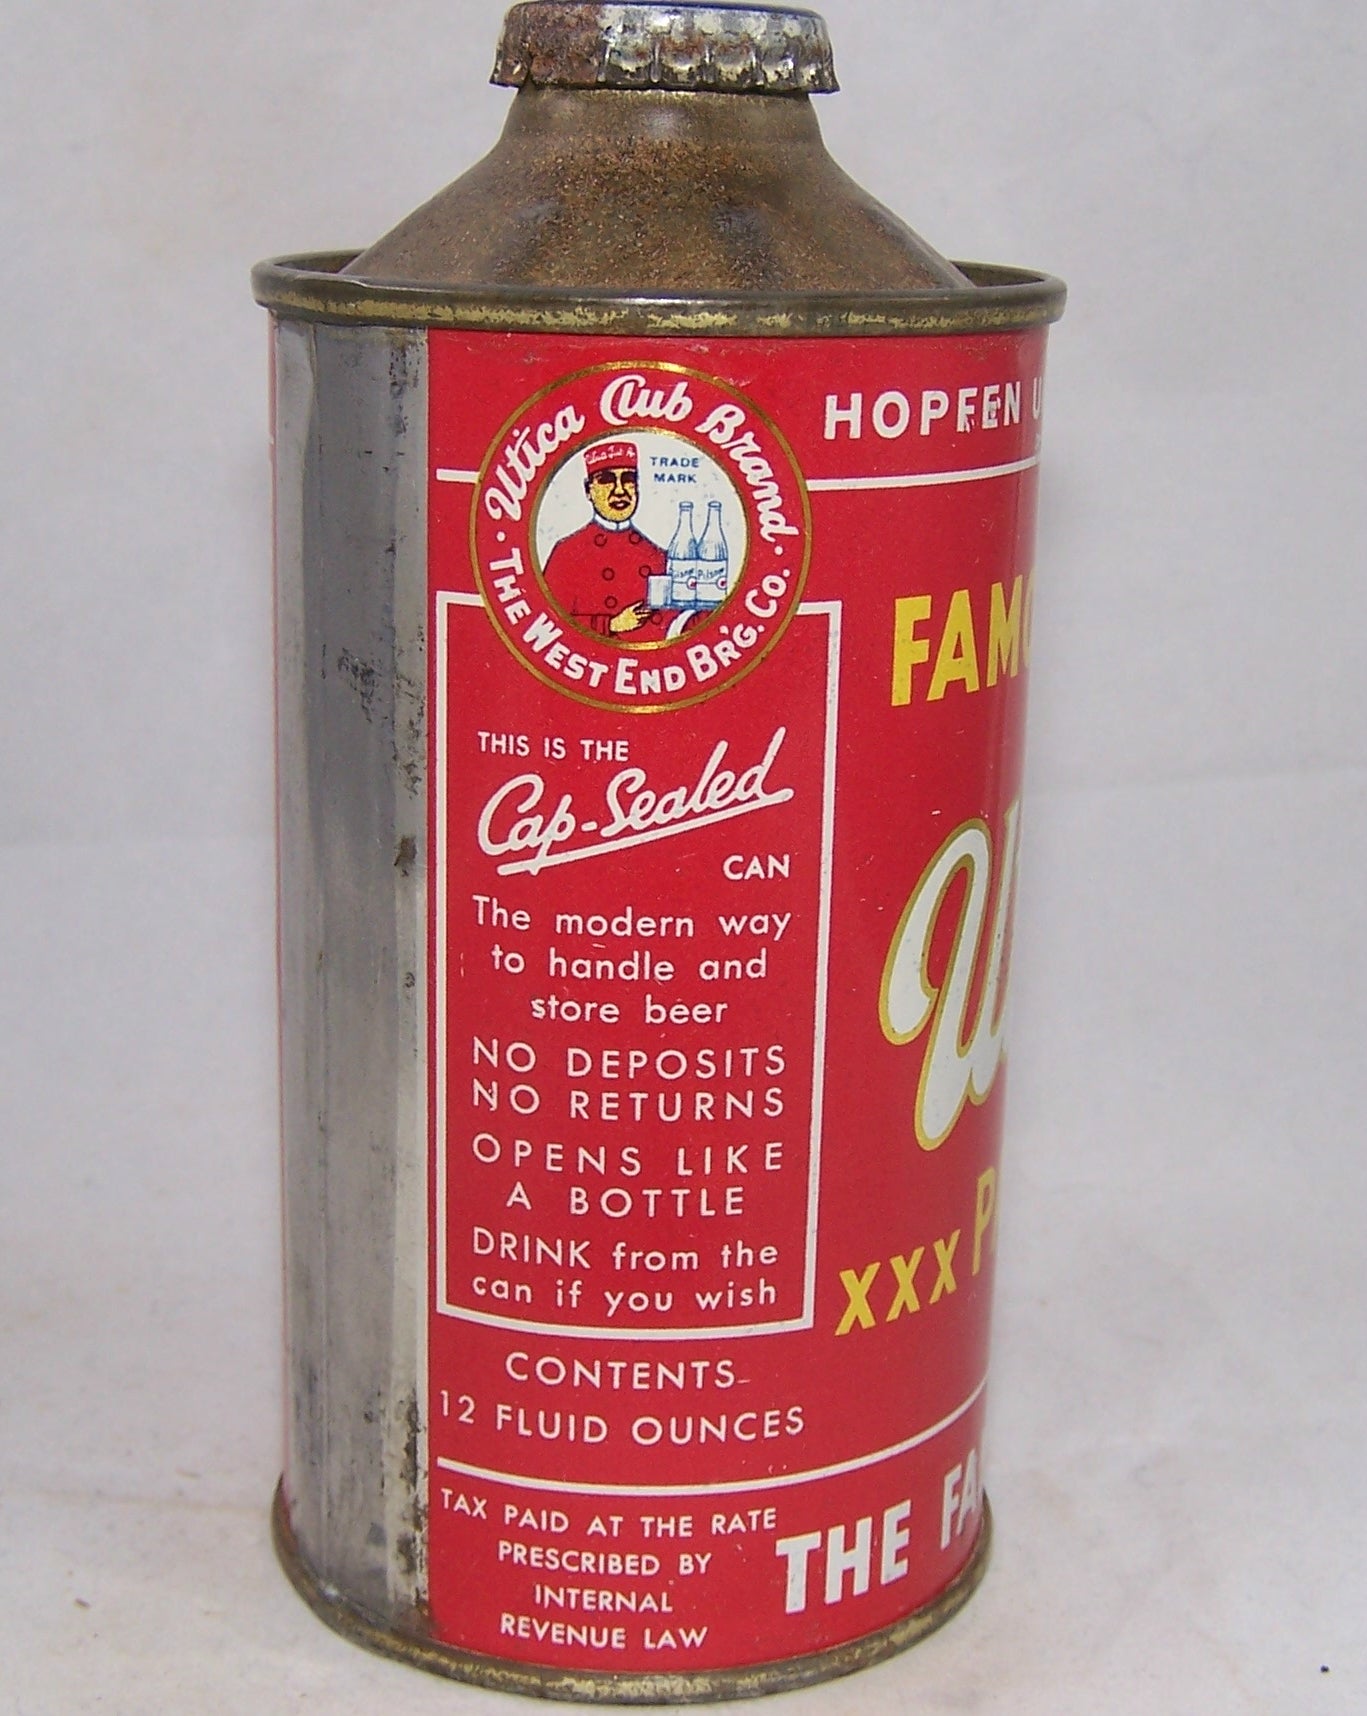 Utica Club Brand
THE WEST END BR'G. CO.
TRADE
MARK
HOPFEN
THIS IS THE
Cap-Sealed
CAN
The modern way
to handle and
store beer
NO DEPOSITS
NO RETURNS
OPENS LIKE
A BOTTLE
DRINK from the
can if you wish
CONTENTS
12 FLUID OUNCES
TAX PAID AT THE RATE
PRESCRIBED BY
INTERNAL
REVENUE LAW
XXX
THE